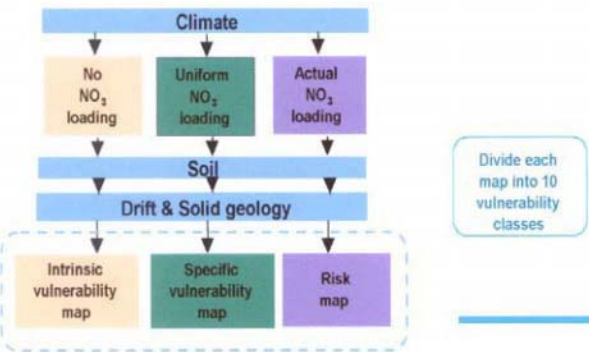 Climate
No
NO₃
loading
Uniform
NO₃
loading
Actual
NO₃
loading
Soil
Drift & Solid geology
Intrinsic
vulnerability
map
Specific
vulnerability
map
Risk
map
Divide each
map into 10
vulnerability
classes